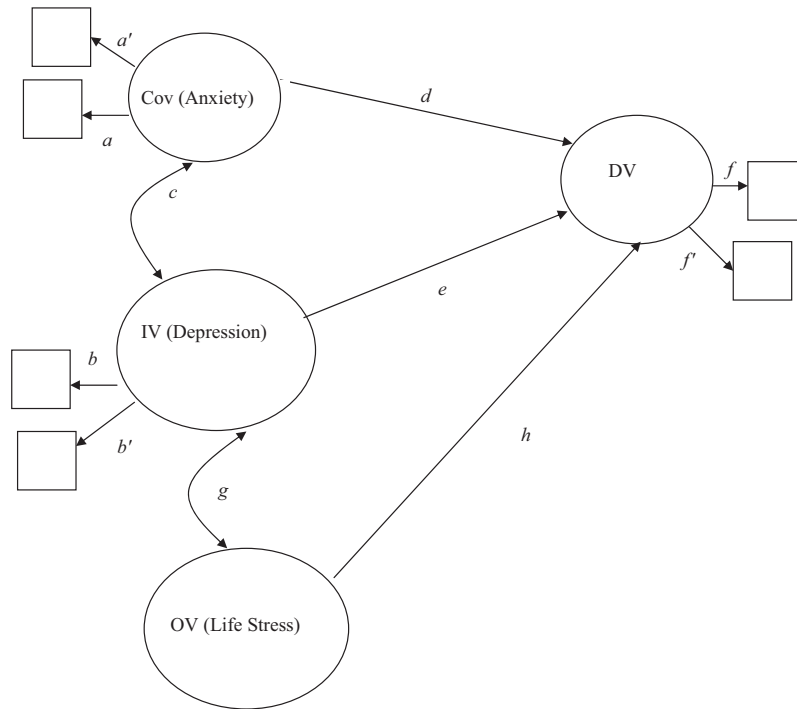 a'
Cov (Anxiety)
a
d
c
DV
f
f'
e
IV (Depression)
b
b'
h
g
OV (Life Stress)